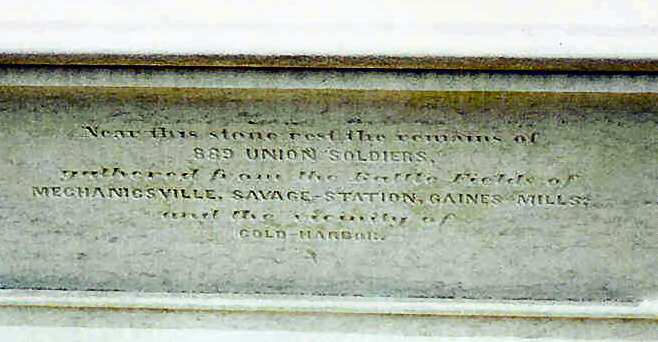 Near this stone rest the remains of
889 UNION SOLDIERS,
gathered from the Battle Fields of
MECHANICSVILLE, SAVAGE-STATION, GAINES-MILLS,
and the vicinity of
COLD-HARBOR.